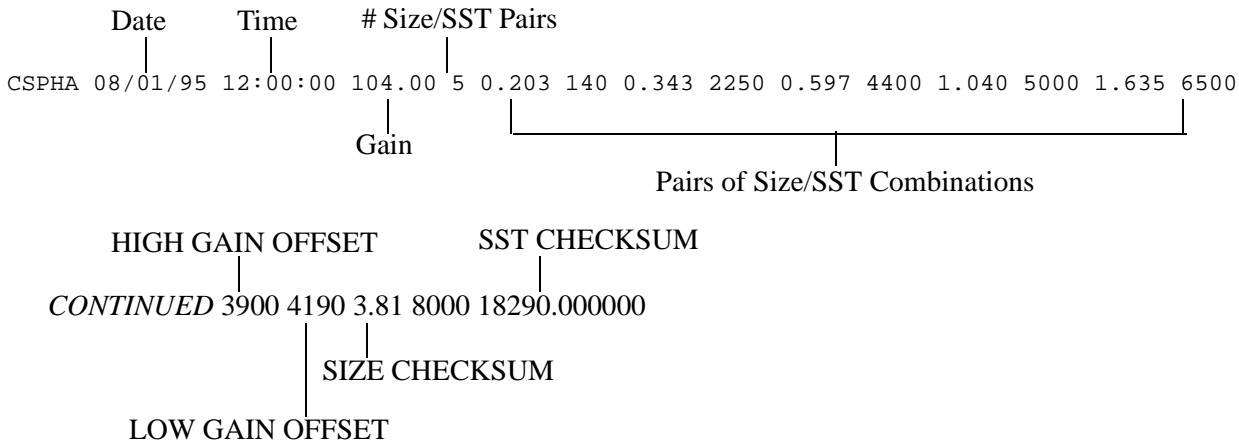 Date Time # Size/SST Pairs
CSPHA 08/01/95 12:00:00 104.00 5 0.203 140 0.343 2250 0.597 4400 1.040 5000 1.635 6500
Gain
Pairs of Size/SST Combinations
HIGH GAIN OFFSET SST CHECKSUM
CONTINUED 3900 4190 3.81 8000 18290.000000
SIZE CHECKSUM
LOW GAIN OFFSET